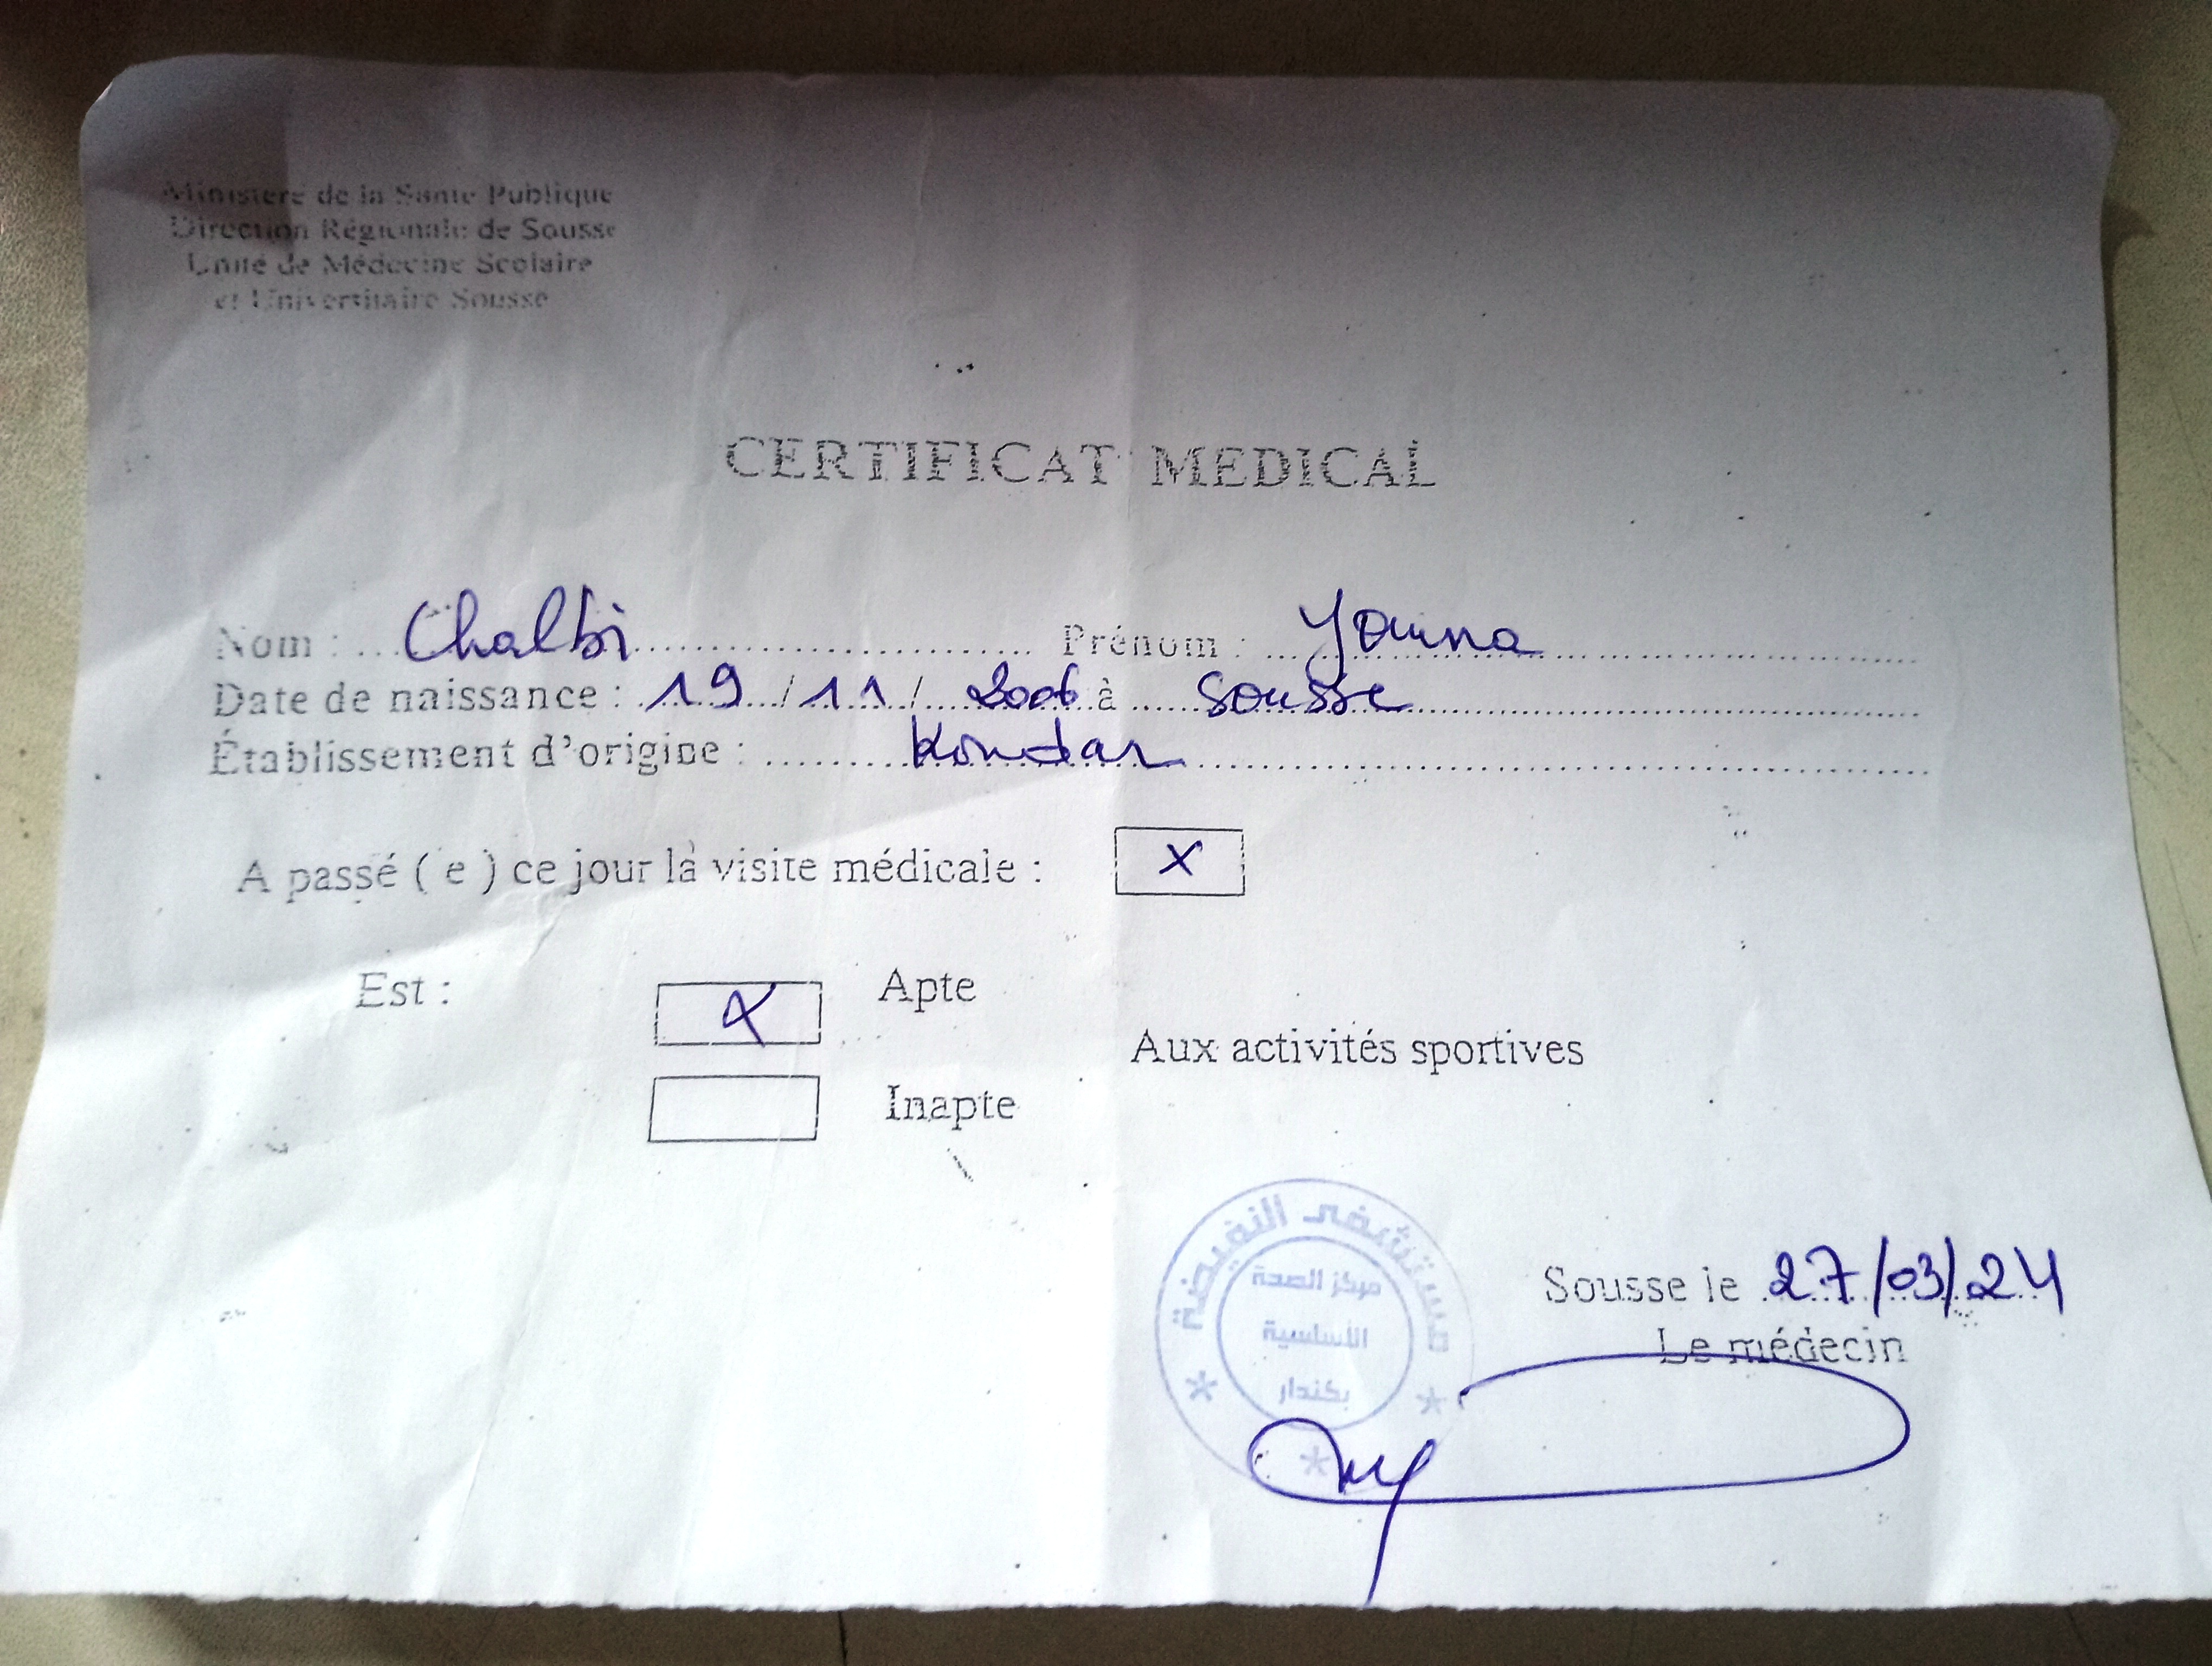 Ministere de la Sante Publique
Direction Régionale de Sousse
Unité de Médecine Scolaire
et Universitaire Sousse
CERTIFICAT MEDICAL
Nom : Chalbi Prénom : Youmna
Date de naissance : 19 / 11 / 2006 à Sousse
Établissement d'origine : Kondar
A passé ( e ) ce jour la visite médicale : X
Est : X Apte
Aux activités sportives
Inapte
مستشفى النفيضة
مركز الصحة
الأساسية
بكندار
Sousse le 27/03/24
Le médecin